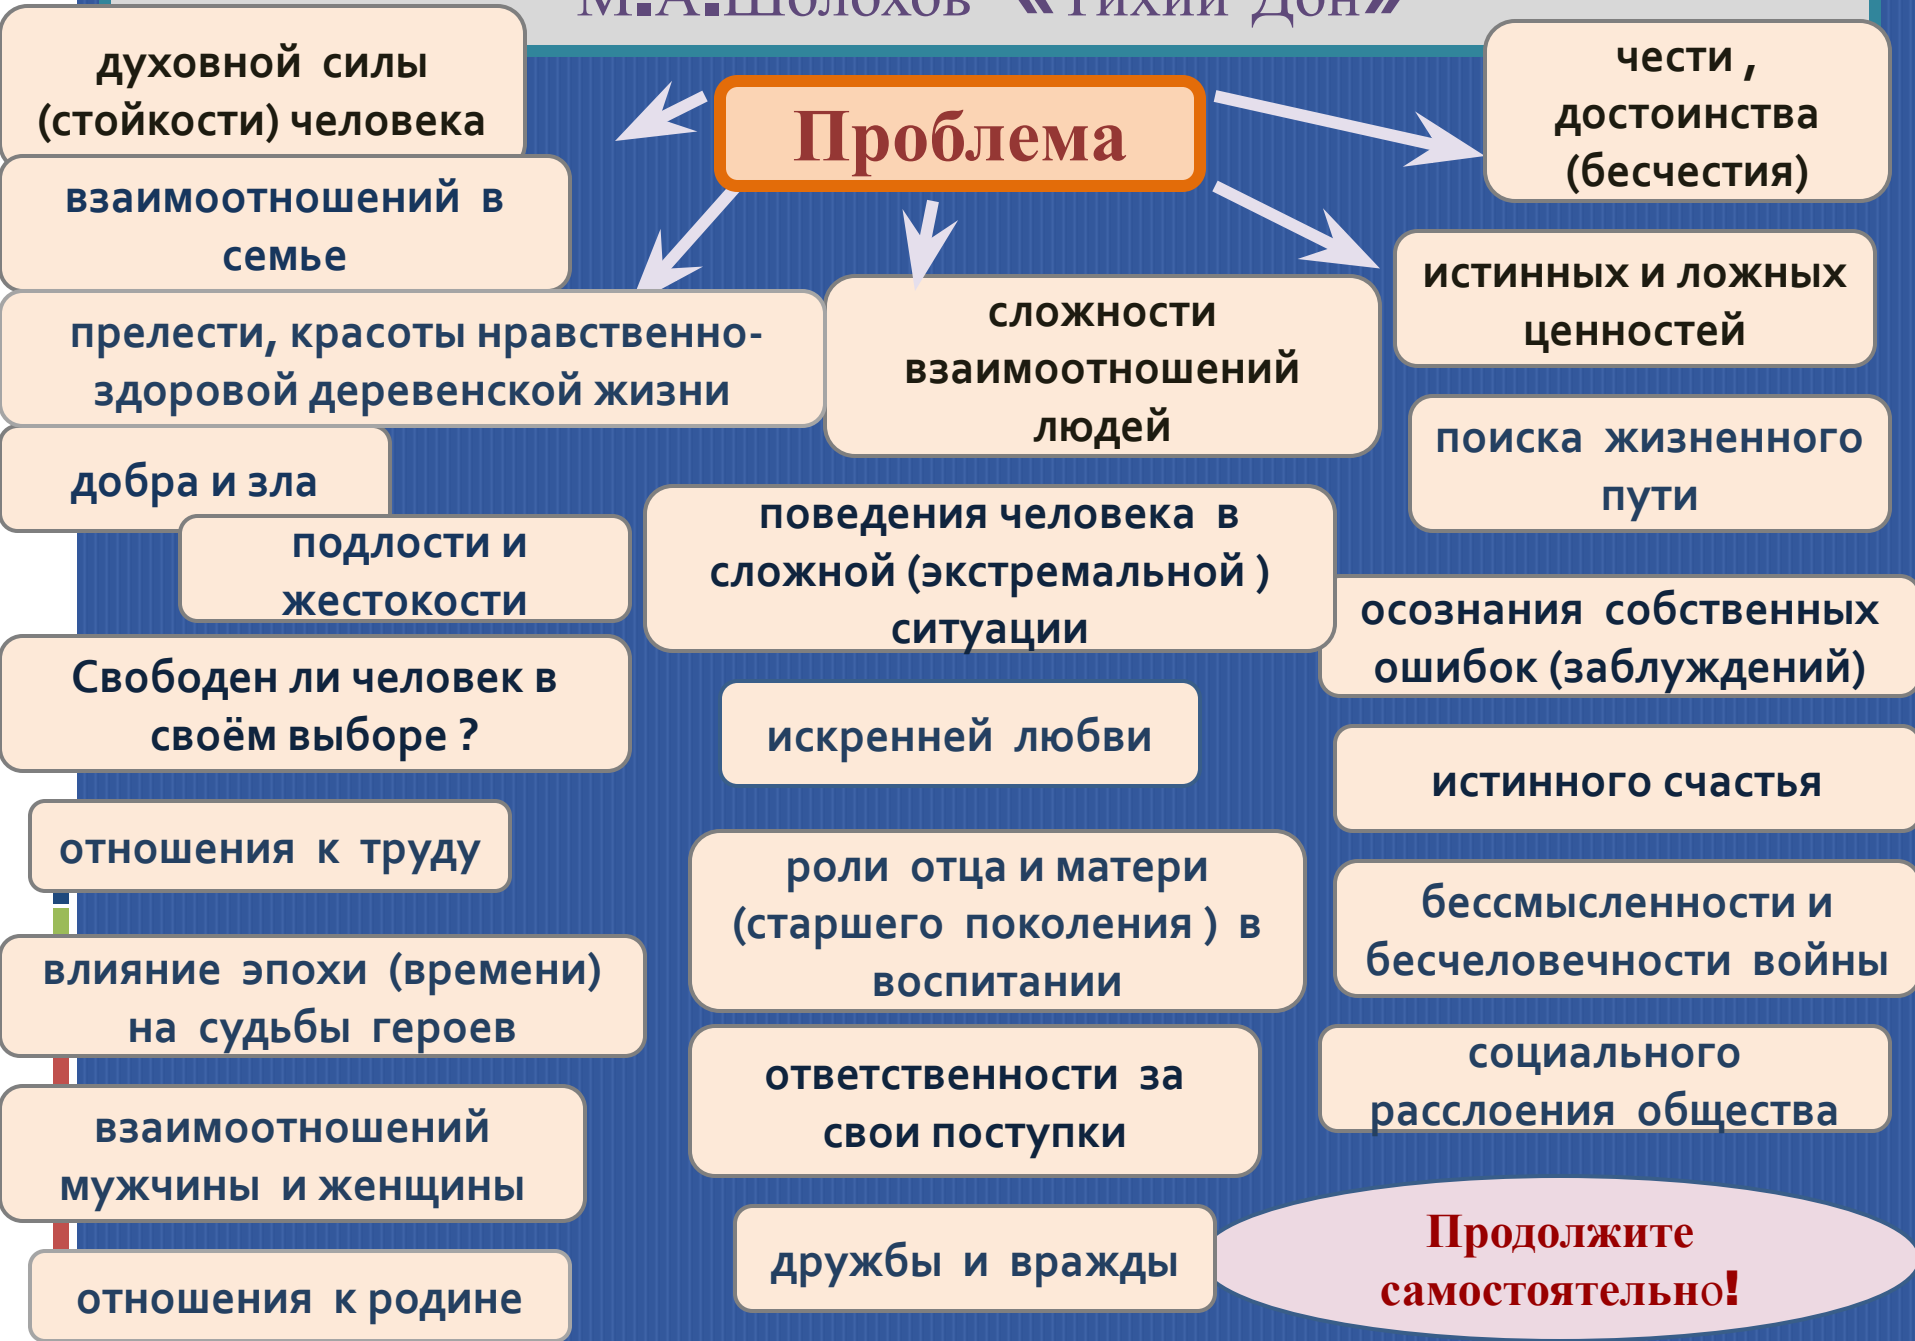 М.А.Шолохов «Тихий Дон»
Проблема
духовной силы
(стойкости) человека
взаимоотношений в
семье
прелести, красоты нравственно-
здоровой деревенской жизни
добра и зла
подлости и
жестокости
Свободен ли человек в
своём выборе ?
отношения к труду
влияние эпохи (времени)
на судьбы героев
взаимоотношений
мужчины и женщины
отношения к родине
сложности
взаимоотношений
людей
поведения человека в
сложной (экстремальной )
ситуации
искренней любви
роли отца и матери
(старшего поколения ) в
воспитании
ответственности за
свои поступки
дружбы и вражды
чести ,
достоинства
(бесчестия)
истинных и ложных
ценностей
поиска жизненного
пути
осознания собственных
ошибок (заблуждений)
истинного счастья
бессмысленности и
бесчеловечности войны
социального
расслоения общества
Продолжите
самостоятельно!